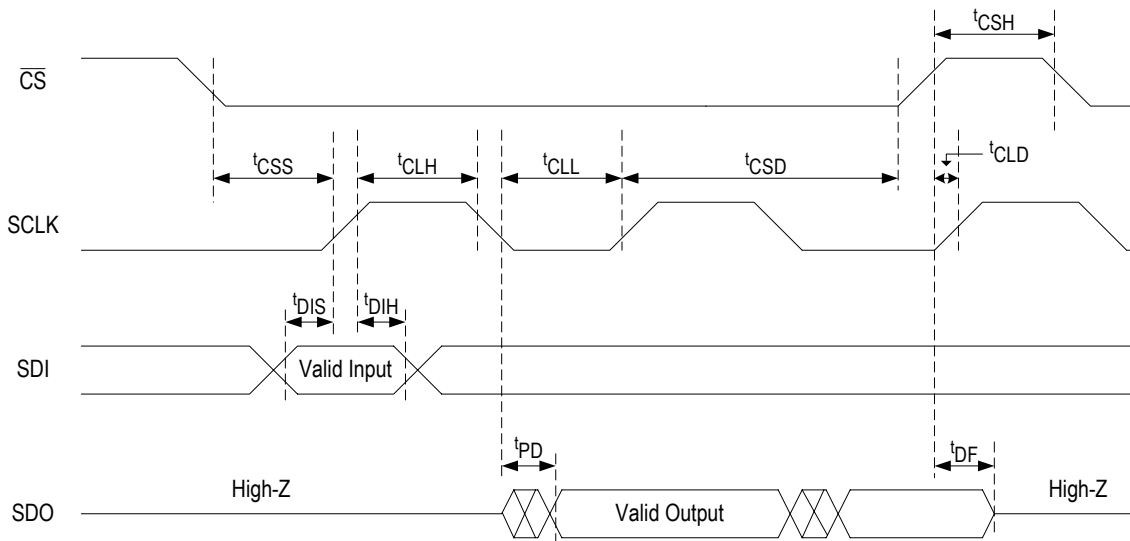 tCSH
CS
tCSS
tCLH
tCLL
tCSD
tCLD
SCLK
tDIS
tDIH
SDI
Valid Input
tPD
tDF
High-Z
High-Z
SDO
Valid Output